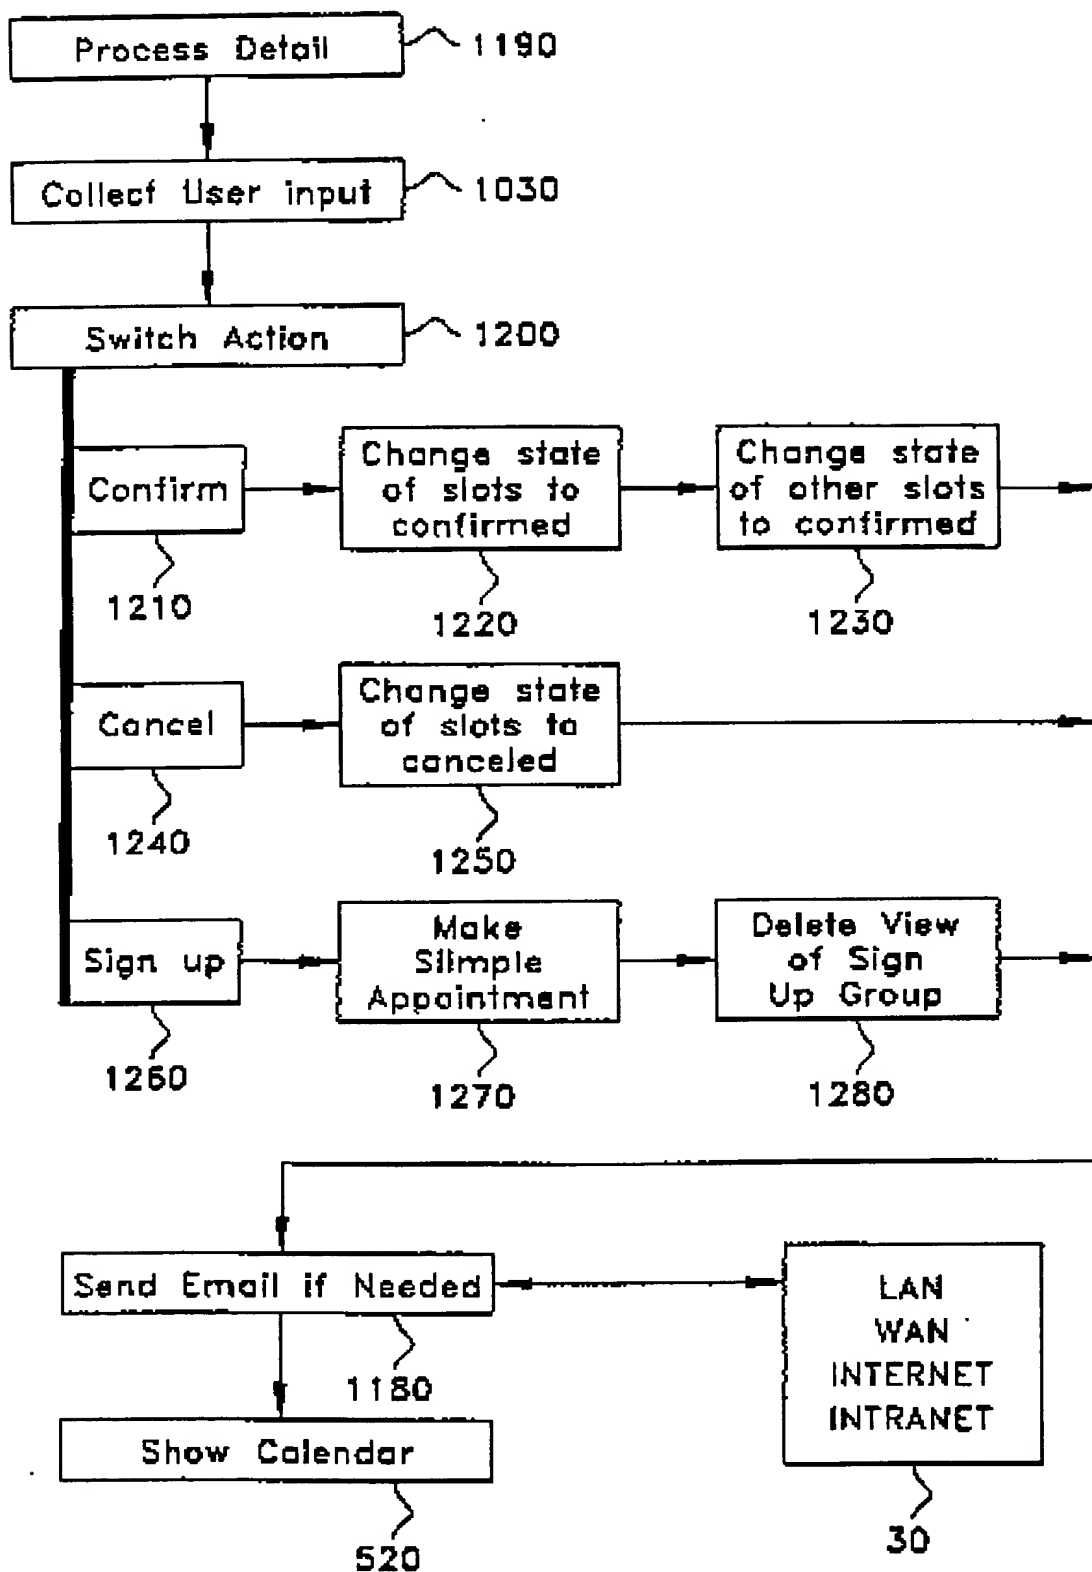 Process Detail
1190
Collect User input
1030
Switch Action
1200
Confirm
1210
Change state
of slots to
confirmed
1220
Change state
of other slots
to confirmed
1230
Cancel
1240
Change state
of slots to
canceled
1250
Sign up
1260
Make
Silmple
Appointment
1270
Delete View
of Sign
Up Group
1280
Send Email if Needed
1180
LAN
WAN
INTERNET
INTRANET
30
Show Calendar
520